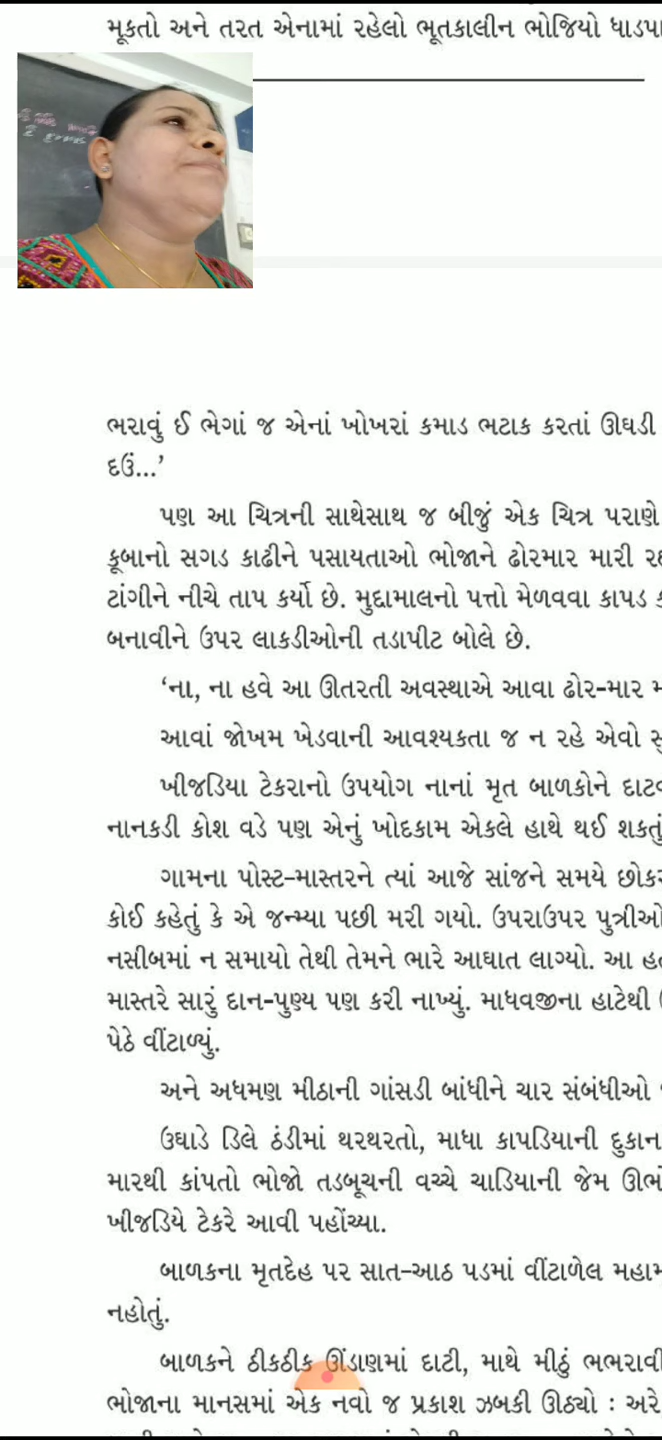 મૂકતો અને તરત એનામાં રહેલો ભૂતકાલીન ભોજિયો
ભરાવું ઈ ભેગાં જ એનાં ખોખરાં કમાડ ભટાક કરતાં ઊઘડી
દઉં...’
પણ આ ચિત્રની સાથેસાથ જ બીજું એક ચિત્ર પરાણે
કૂબાનો સગડ કાઢીને પસાયતાઓ ભોજાને ઢોરમાર મારી
ટાંગીને નીચે તાપ કર્યો છે. મુદ્દામાલનો પત્તો મેળવવા કાપડ
બનાવીને ઉપર લાકડીઓની તડાપીટ બોલે છે.
‘ના, ના હવે આ ઊતરતી અવસ્થાએ આવા ઢોર-માર
આવાં જોખમ ખેડવાની આવશ્યકતા જ ન રહે એવો
ખીજડિયા ટેકરાનો ઉપયોગ નાનાં મૃત બાળકોને
નાનકડી કોશ વડે પણ એનું ખોદકામ એકલે હાથે થઈ શકતું
ગામના પોસ્ટ-માસ્તરને ત્યાં આજે સાંજને સમયે
કોઈ કહેતું કે એ જન્મ્યા પછી મરી ગયો. ઉપરાઉપર
નસીબમાં ન સમાયો તેથી તેમને ભારે આઘાત લાગ્યો. આ
માસ્તરે સારું દાન-પુણ્ય પણ કરી નાખ્યું. માધવજીના હાટેથી
પેઠે વીંટાળ્યું.
અને અધમણ મીઠાની ગાંસડી બાંધીને ચાર સંબંધીઓ
ઉઘાડે ડિલે ઠંડીમાં થરથરતો, માધા કાપડિયાની દુકાન
મારથી કાંપતો ભોજો તડબૂચની વચ્ચે ચાડિયાની જેમ
ખીજડિયે ટેકરે આવી પહોંચ્યા.
બાળકના મૃતદેહ પર સાત-આઠ પડમાં વીંટાળેલ
નહોતું.
બાળકને ઠીકઠીક ઊંડાણમાં દાટી, માથે મીઠું ભભરાવી
ભોજાના માનસમાં એક નવો જ પ્રકાશ ઝબકી ઊઠ્યો : અરે